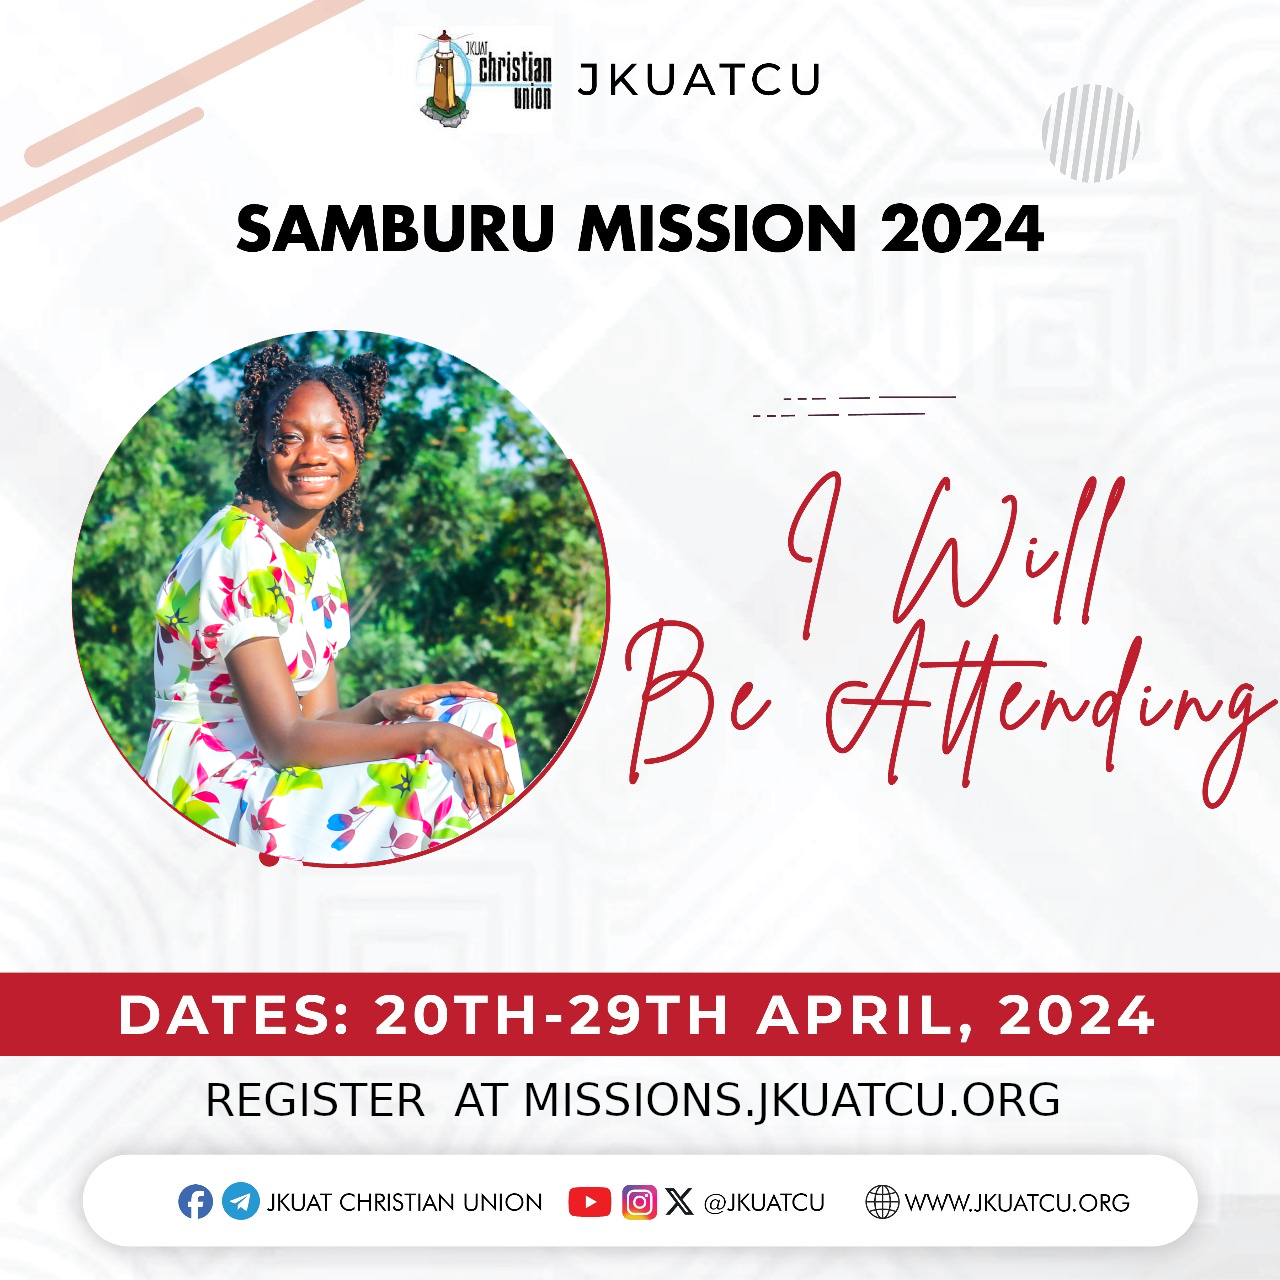 JKUAT
christian
union
JKUATCU
SAMBURU MISSION 2024
I Will
Be Attending
DATES: 20TH-29TH APRIL, 2024
REGISTER AT MISSIONS.JKUATCU.ORG
JKUAT CHRISTIAN UNION @JKUATCU WWW.JKUATCU.ORG